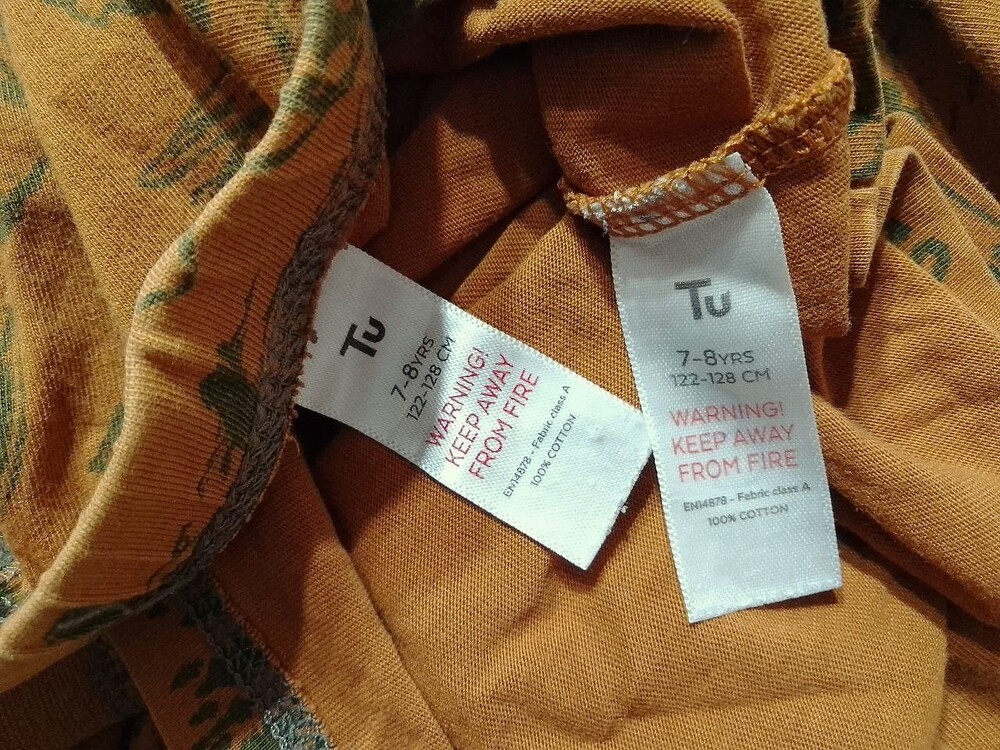 Tu
7-8YRS
122-128 CM
WARNING!
KEEP AWAY
FROM FIRE
EN14878 - Fabric class A
100% COTTON
Tu
7-8YRS
122-128 CM
WARNING!
KEEP AWAY
FROM FIRE
EN14878 - Fabric class A
100% COTTON